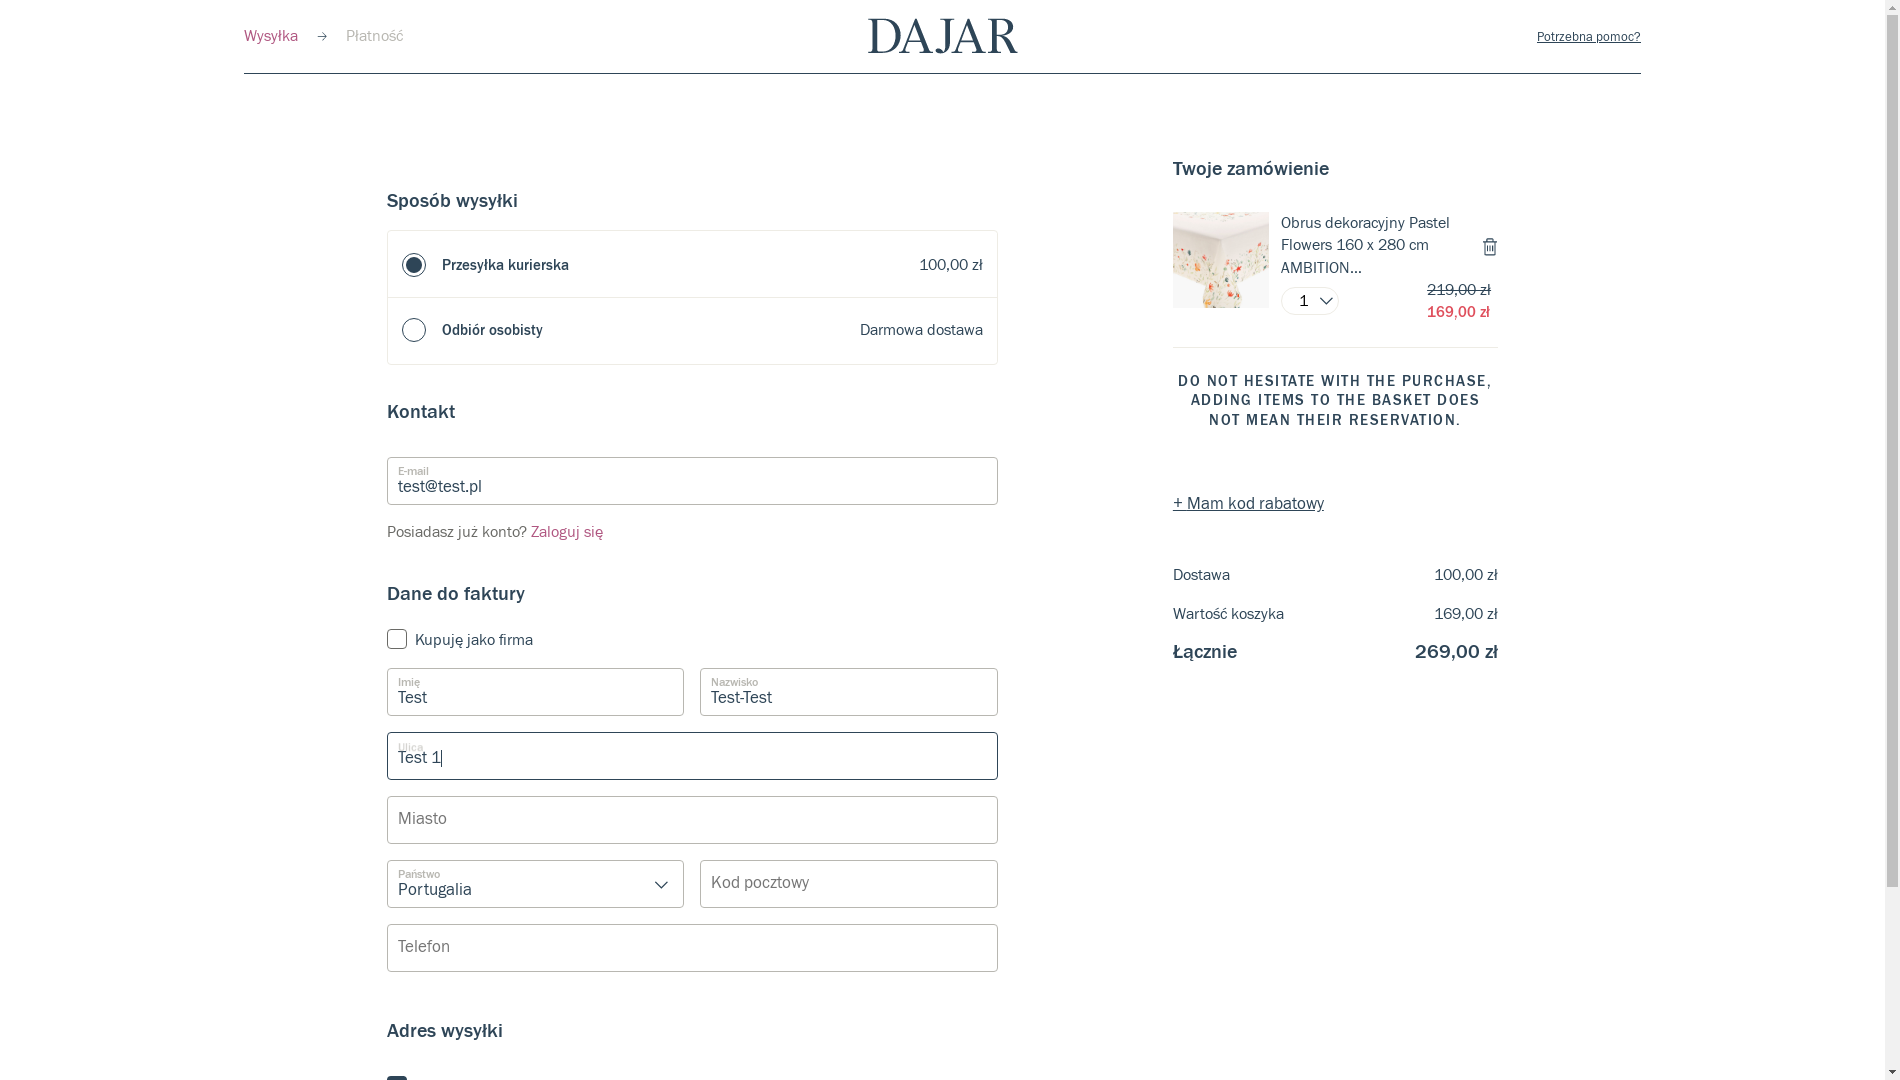 Wysyłka
Płatność
DAJAR
Potrzebna pomoc?
Sposób wysyłki
Przesyłka kurierska
100,00 zł
Odbiór osobisty
Darmowa dostawa
Kontakt
E-mail
test@test.pl
Posiadasz już konto? Zaloguj się
Dane do faktury
Kupuję jako firma
Imię
Test
Nazwisko
Test-Test
Ulica
Test 1
Miasto
Państwo
Portugalia
Kod pocztowy
Telefon
Adres wysyłki
Twoje zamówienie
Obrus dekoracyjny Pastel
Flowers 160 x 280 cm
AMBITION...
1
219,00 zł
169,00 zł
DO NOT HESITATE WITH THE PURCHASE,
ADDING ITEMS TO THE BASKET DOES
NOT MEAN THEIR RESERVATION.
+ Mam kod rabatowy
Dostawa
100,00 zł
Wartość koszyka
169,00 zł
Łącznie
269,00 zł